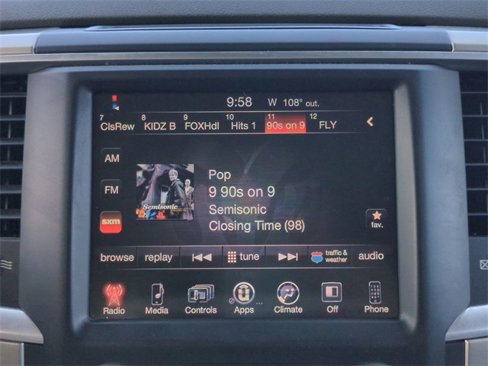 9:58 W 108° out.
7 8 9 10 11 12
ClsRew KIDZ B FOXHdl Hits 1 90s on 9 FLY
AM
FM
sxm
Semisonic
Pop
9 90s on 9
Semisonic
Closing Time (98)
fav.
browse replay tune traffic & weather audio
Radio Media Controls Apps Climate Off Phone